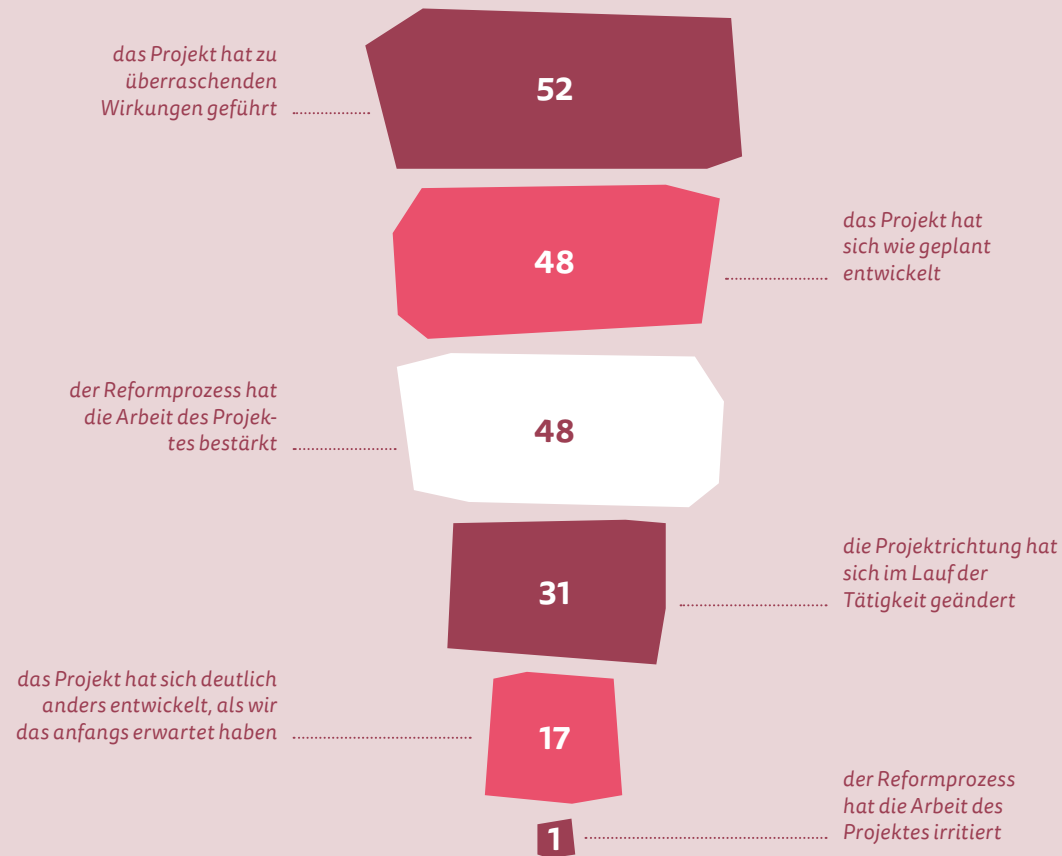 das Projekt hat zu
überraschenden
Wirkungen geführt
52
48
das Projekt hat
sich wie geplant
entwickelt
der Reformprozess hat
die Arbeit des Projek-
tes bestärkt
48
31
die Projektrichtung hat
sich im Lauf der
Tätigkeit geändert
das Projekt hat sich deutlich
anders entwickelt, als wir
das anfangs erwartet haben
17
1
der Reformprozess
hat die Arbeit des
Projektes irritiert